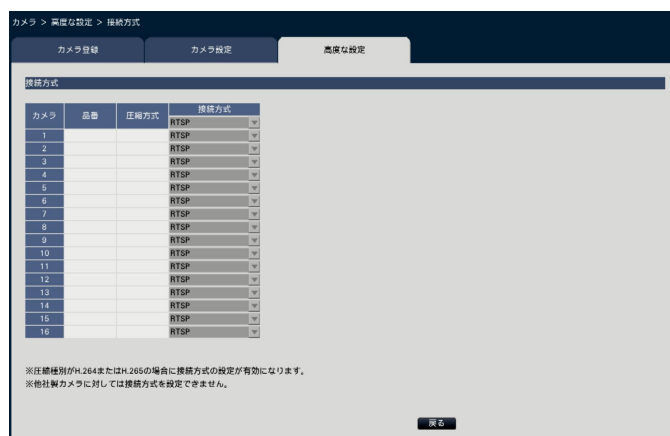 カメラ > 高度な設定 > 接続方式
カメラ登録 カメラ設定 高度な設定
接続方式
カメラ 品番 圧縮方式 接続方式
RTSP
1 RTSP
2 RTSP
3 RTSP
4 RTSP
5 RTSP
6 RTSP
7 RTSP
8 RTSP
9 RTSP
10 RTSP
11 RTSP
12 RTSP
13 RTSP
14 RTSP
15 RTSP
16 RTSP
※圧縮種別がH.264またはH.265の場合に接続方式の設定が有効になります。
※他社製カメラに対しては接続方式を設定できません。
戻る